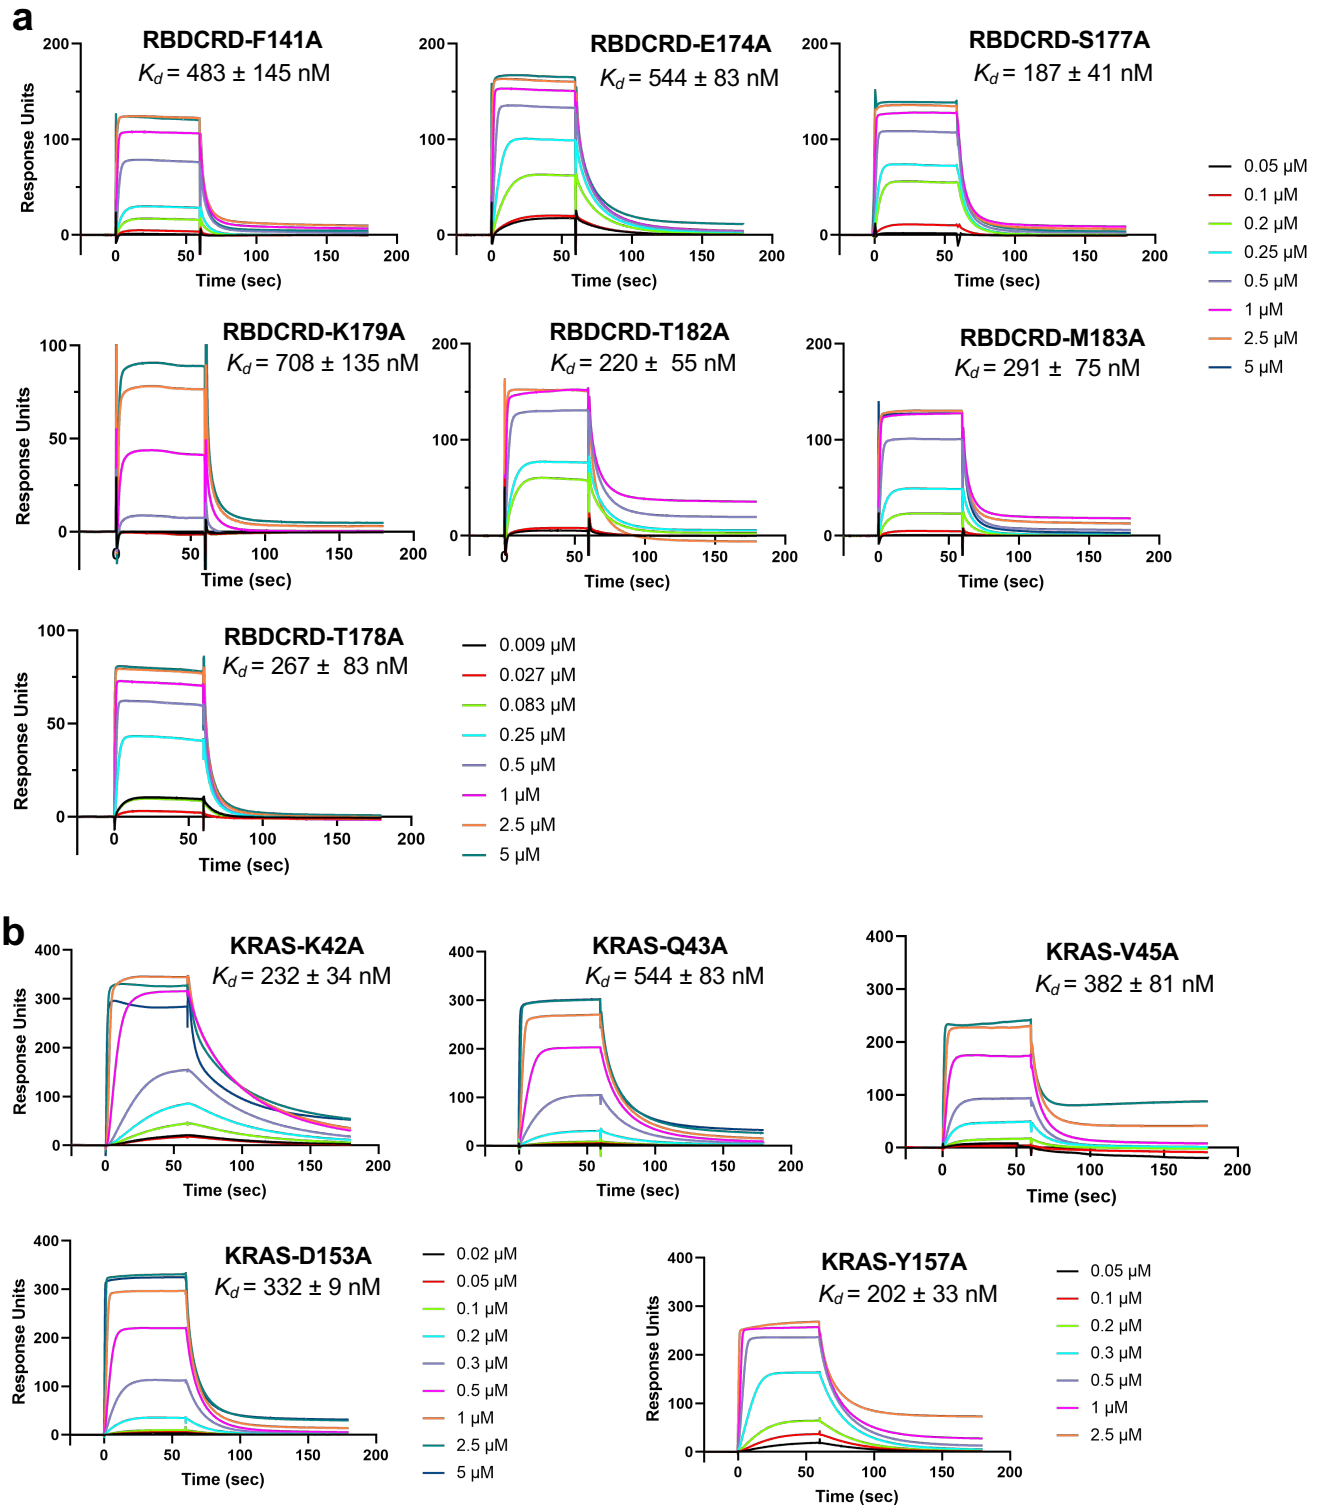 a
RBDCRD-F141A
Kd = 483 ± 145 nM
200
100
0
Response Units
0 50 100 150 200
Time (sec)
RBDCRD-E174A
Kd = 544 ± 83 nM
200
100
0
0 50 100 150 200
Time (sec)
RBDCRD-S177A
Kd = 187 ± 41 nM
200
100
0
0 50 100 150 200
Time (sec)
0.05 µM
0.1 µM
0.2 µM
0.25 µM
0.5 µM
1 µM
2.5 µM
5 µM
RBDCRD-K179A
Kd = 708 ± 135 nM
100
50
0
Response Units
0 50 100 150 200
Time (sec)
RBDCRD-T182A
Kd = 220 ± 55 nM
200
100
0
0 50 100 150 200
Time (sec)
RBDCRD-M183A
Kd = 291 ± 75 nM
200
100
0
0 50 100 150 200
Time (sec)
RBDCRD-T178A
Kd = 267 ± 83 nM
100
50
0
Response Units
0 50 100 150 200
Time (sec)
0.009 µM
0.027 µM
0.083 µM
0.25 µM
0.5 µM
1 µM
2.5 µM
5 µM
b
KRAS-K42A
Kd = 232 ± 34 nM
400
300
200
100
0
Response Units
0 50 100 150 200
Time (sec)
KRAS-Q43A
Kd = 544 ± 83 nM
400
300
200
100
0
0 50 100 150 200
Time (sec)
KRAS-V45A
Kd = 382 ± 81 nM
400
300
200
100
0
0 50 100 150 200
Time (sec)
KRAS-D153A
Kd = 332 ± 9 nM
400
300
200
100
0
Response Units
0 50 100 150 200
Time (sec)
0.02 µM
0.05 µM
0.1 µM
0.2 µM
0.3 µM
0.5 µM
1 µM
2.5 µM
5 µM
KRAS-Y157A
Kd = 202 ± 33 nM
400
300
200
100
0
Response Units
0 50 100 150 200
Time (sec)
0.05 µM
0.1 µM
0.2 µM
0.3 µM
0.5 µM
1 µM
2.5 µM